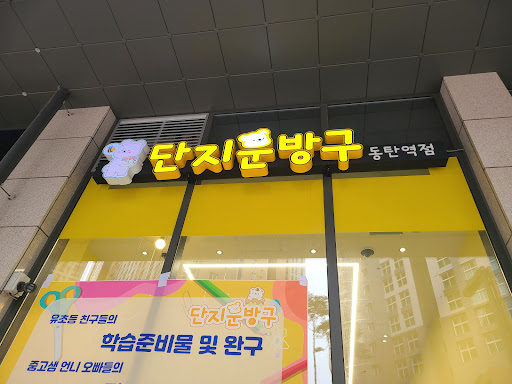 단지문방구 동탄역점
단지문방구
유초등 친구들의
학습준비물 및 완구
중고생 언니 오빠들의